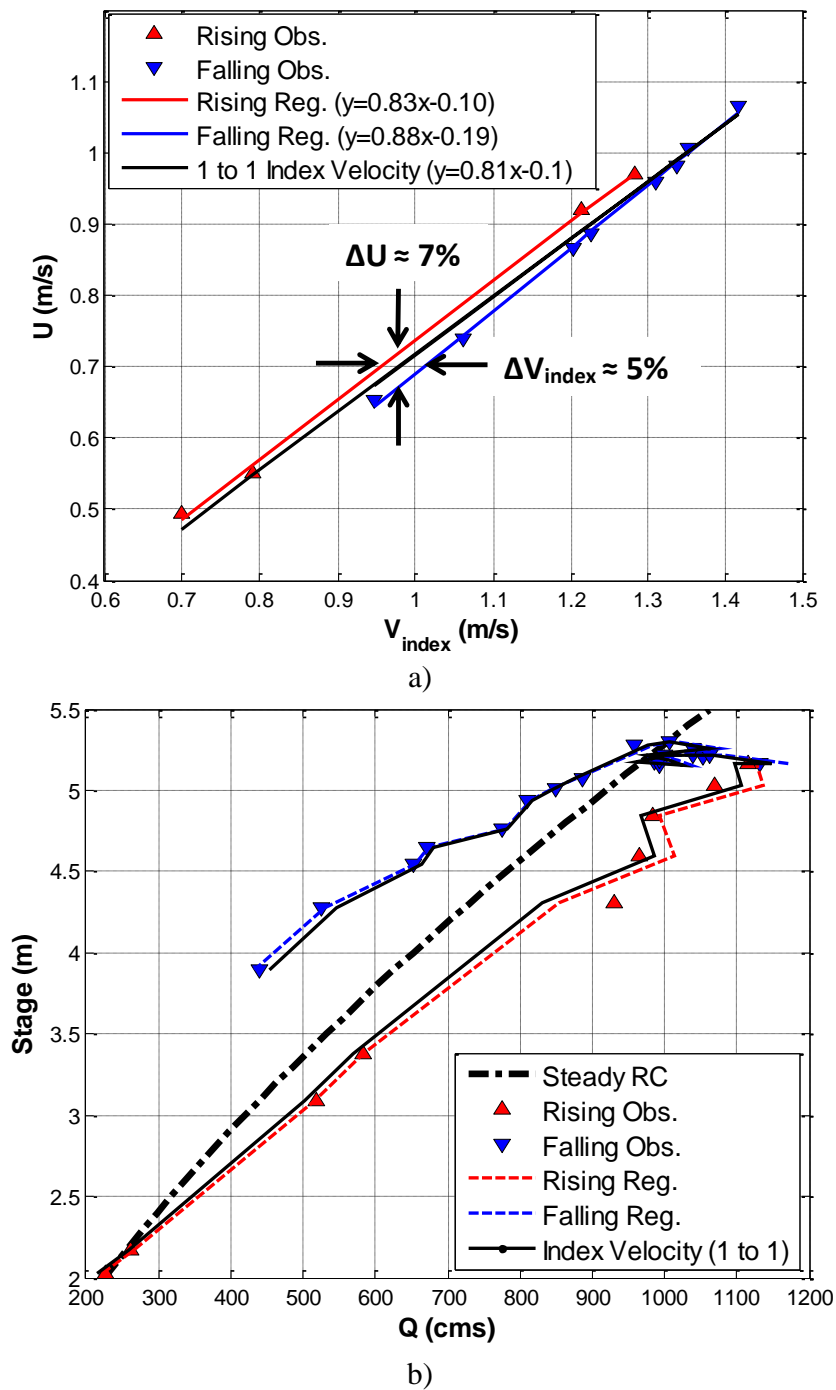 Rising Obs.
Falling Obs.
Rising Reg. (y=0.83x-0.10)
Falling Reg. (y=0.88x-0.19)
1 to 1 Index Velocity (y=0.81x-0.1)
1.1
1
0.9
0.8
0.7
0.6
0.5
0.4
U (m/s)
ΔU ≈ 7%
ΔVindex ≈ 5%
0.6 0.7 0.8 0.9 1 1.1 1.2 1.3 1.4 1.5
Vindex (m/s)
a)
5.5
5
4.5
4
3.5
3
2.5
2
Stage (m)
Steady RC
Rising Obs.
Falling Obs.
Rising Reg.
Falling Reg.
Index Velocity (1 to 1)
200 300 400 500 600 700 800 900 1000 1100 1200
Q (cms)
b)